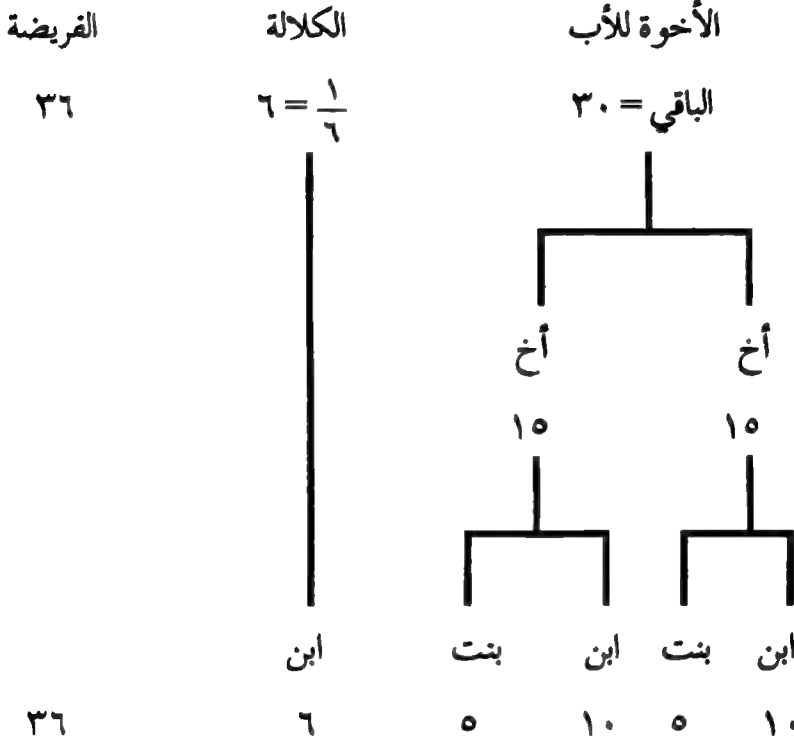 الأخوة للأب الكلالة الفريضة
الباقي = ٣٠ ١/٦ = ٦ ٣٦
أخ أخ
١٥ ١٥
ابن بنت ابن بنت ابن
١٠ ٥ ١٠ ٥ ٦ ٣٦